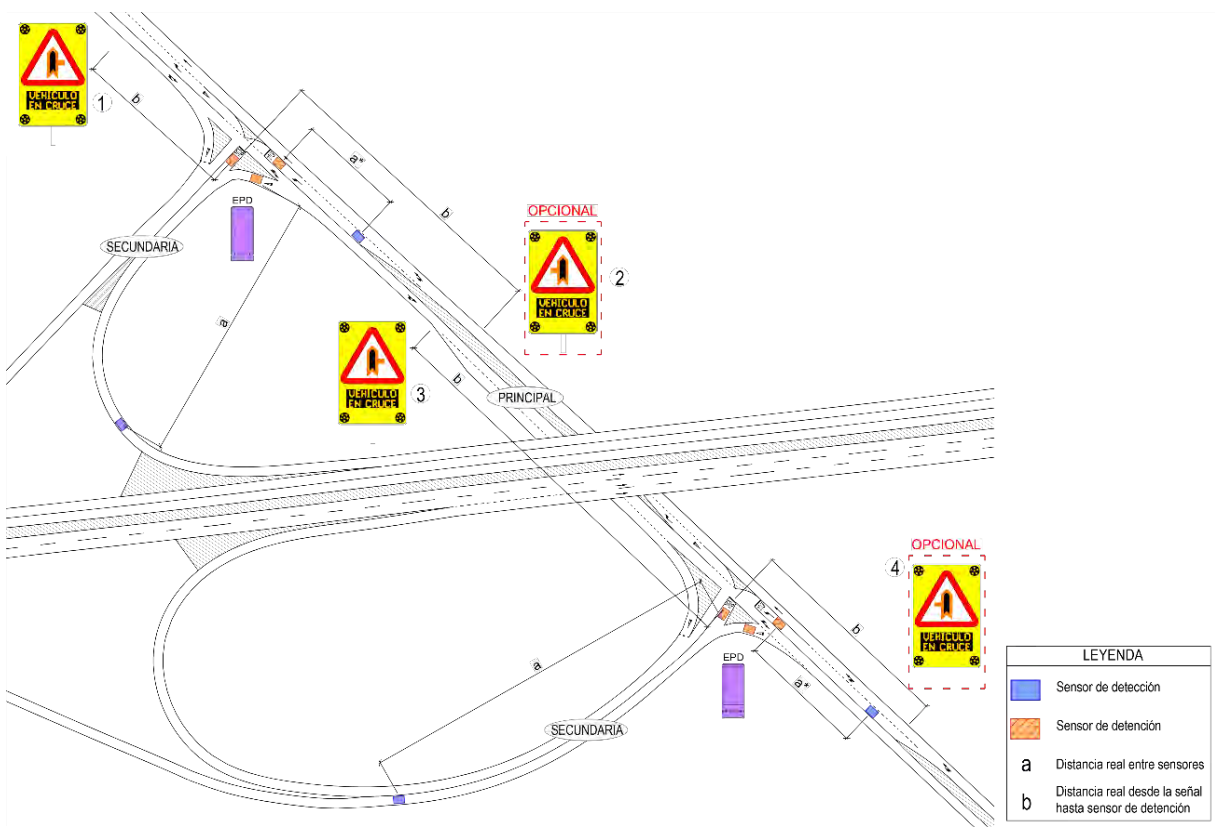 VEHICULO
EN CRUCE
1
b
a*
b
EPD
SECUNDARIA
OPCIONAL
VEHICULO
EN CRUCE
2
a
VEHICULO
EN CRUCE
3
b
PRINCIPAL
OPCIONAL
4
VEHICULO
EN CRUCE
b
a
EPD
a*
SECUNDARIA
LEYENDA
Sensor de detección
Sensor de detención
a Distancia real entre sensores
b Distancia real desde la señal
hasta sensor de detención